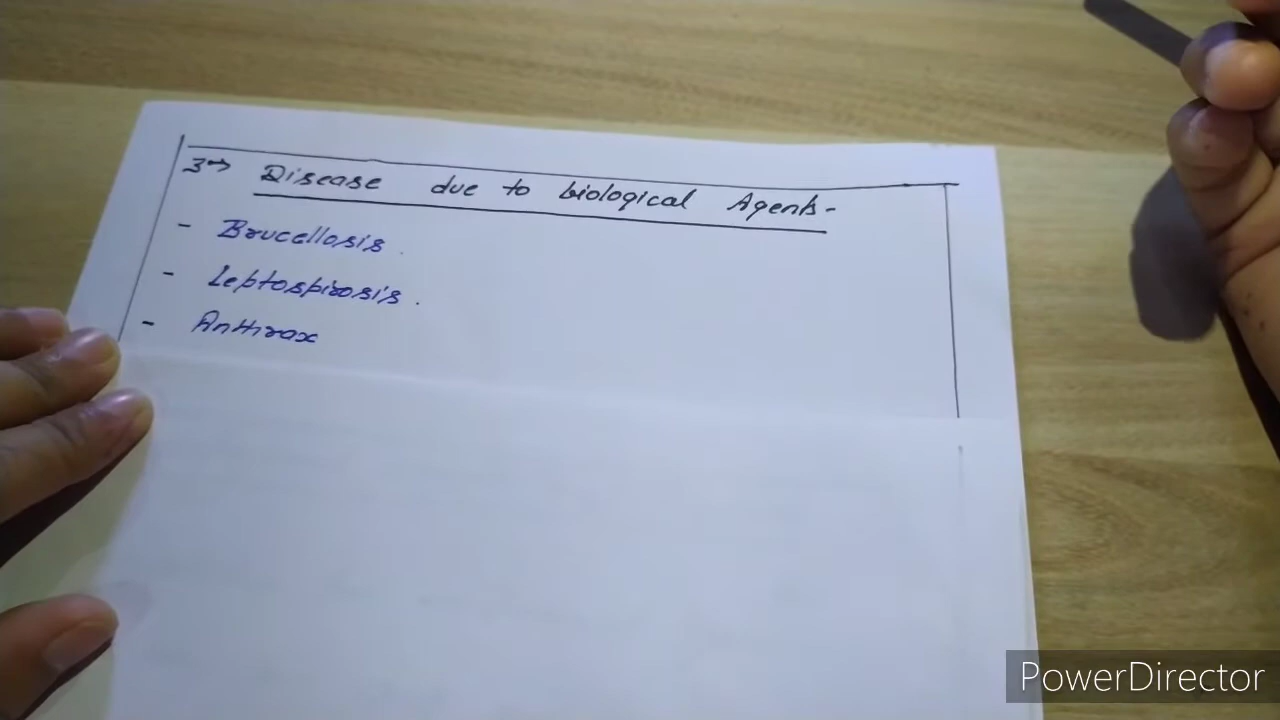 3→ Disease due to biological Agents-
- Brucellosis.
- Leptospirosis.
- Anthrax
PowerDirector